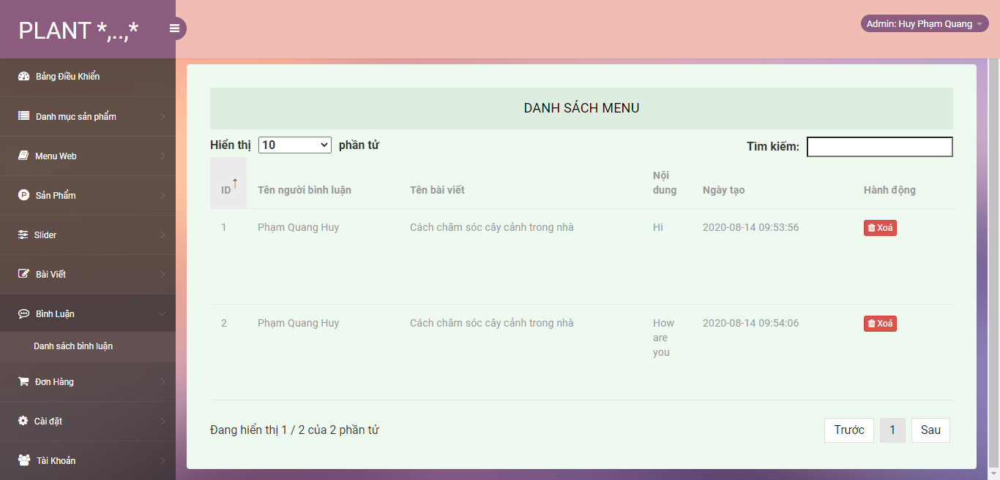 PLANT *,..,*
Admin: Huy Phạm Quang
Bảng Điều Khiển
Danh mục sản phẩm
Menu Web
Sản Phẩm
Slider
Bài Viết
Bình Luận
Danh sách bình luận
Đơn Hàng
Cài đặt
Tài Khoản
DANH SÁCH MENU
Hiển thị 10 phần tử
Tìm kiếm:
ID Tên người bình luận Tên bài viết Nội dung Ngày tạo Hành động
1 Phạm Quang Huy Cách chăm sóc cây cảnh trong nhà Hi 2020-08-14 09:53:56 Xoá
2 Phạm Quang Huy Cách chăm sóc cây cảnh trong nhà How are you 2020-08-14 09:54:06 Xoá
Đang hiển thị 1 / 2 của 2 phần tử
Trước 1 Sau